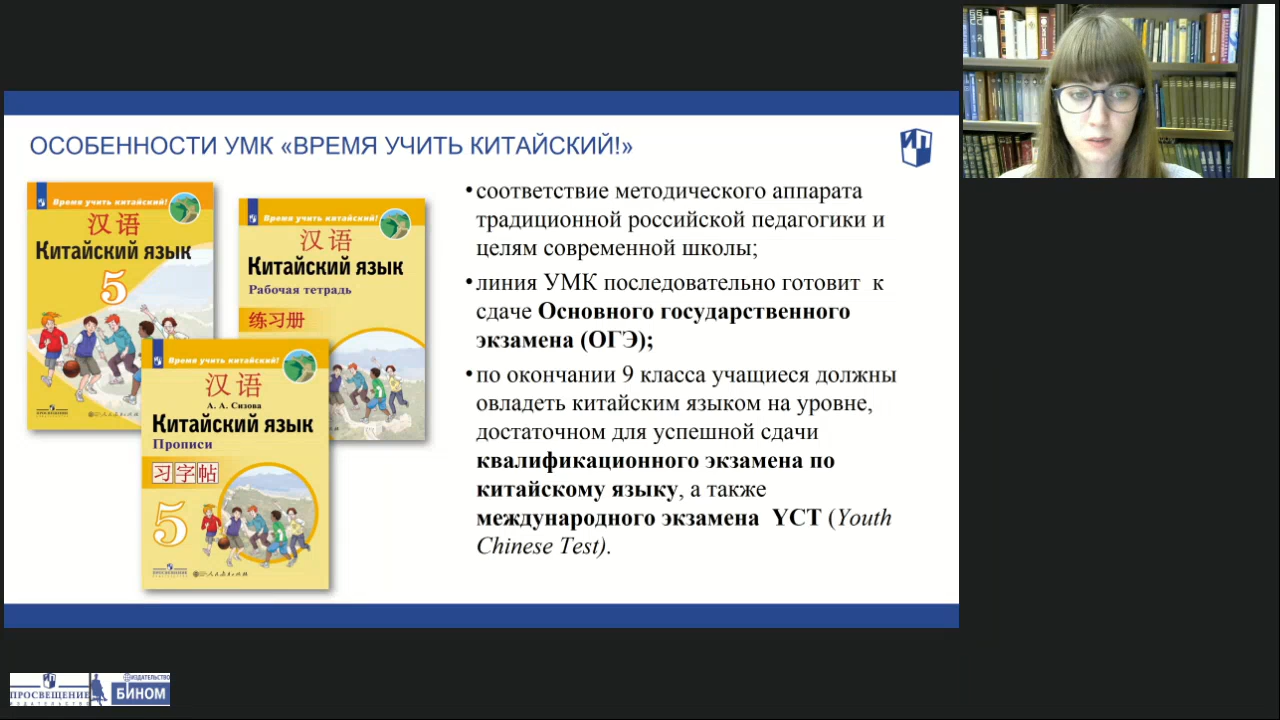 ОСОБЕННОСТИ УМК «ВРЕМЯ УЧИТЬ КИТАЙСКИЙ!»
Время учить китайский!
汉语
Китайский язык
5
ПРОСВЕЩЕНИЕ
Время учить китайский!
汉语
Китайский язык
Рабочая тетрадь
练习册
Время учить китайский!
汉语
А. А. Сизова
Китайский язык
Прописи
习字帖
5
ПРОСВЕЩЕНИЕ
•соответствие методического аппарата
традиционной российской педагогики и
целям современной школы;
•линия УМК последовательно готовит к
сдаче Основного государственного
экзамена (ОГЭ);
•по окончании 9 класса учащиеся должны
овладеть китайским языком на уровне,
достаточном для успешной сдачи
квалификационного экзамена по
китайскому языку, а также
международного экзамена YCT (Youth
Chinese Test).
ПРОСВЕЩЕНИЕ
ИЗДАТЕЛЬСТВО
ИЗДАТЕЛЬСТВО
БИНОМ